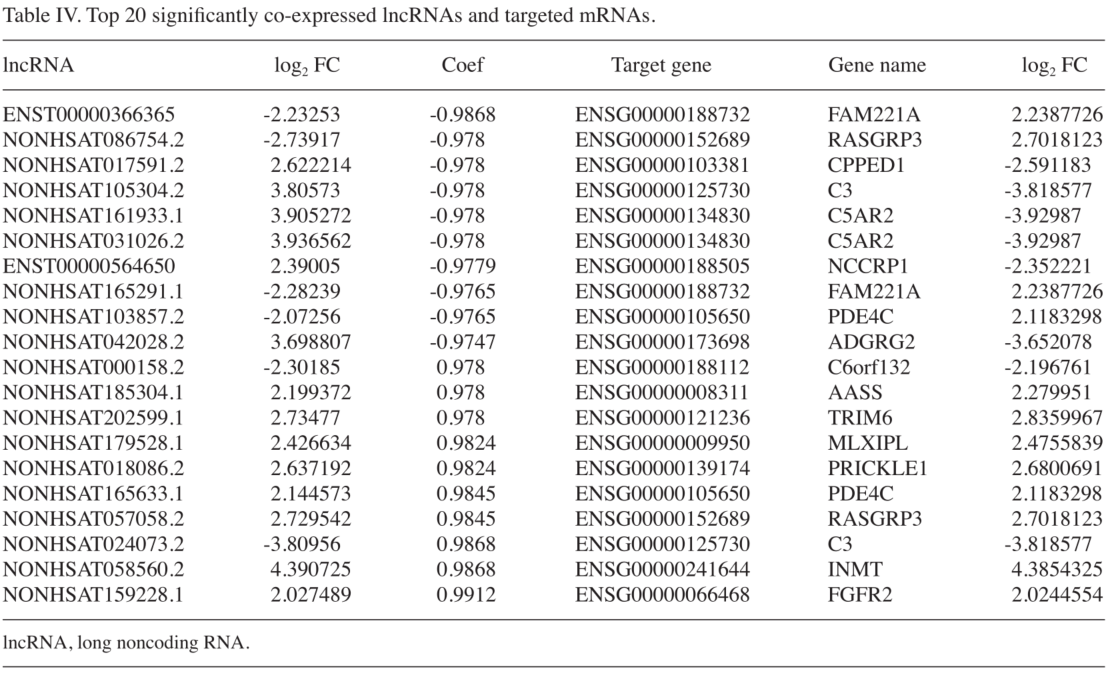 Table IV. Top 20 significantly co-expressed lncRNAs and targeted mRNAs.
lncRNA log2 FC Coef Target gene Gene name log2 FC
ENST00000366365 -2.23253 -0.9868 ENSG00000188732 FAM221A 2.2387726
NONHSAT086754.2 -2.73917 -0.978 ENSG00000152689 RASGRP3 2.7018123
NONHSAT017591.2 2.622214 -0.978 ENSG00000103381 CPPED1 -2.591183
NONHSAT105304.2 3.80573 -0.978 ENSG00000125730 C3 -3.818577
NONHSAT161933.1 3.905272 -0.978 ENSG00000134830 C5AR2 -3.92987
NONHSAT031026.2 3.936562 -0.978 ENSG00000134830 C5AR2 -3.92987
ENST00000564650 2.39005 -0.9779 ENSG00000188505 NCCRP1 -2.352221
NONHSAT165291.1 -2.28239 -0.9765 ENSG00000188732 FAM221A 2.2387726
NONHSAT103857.2 -2.07256 -0.9765 ENSG00000105650 PDE4C 2.1183298
NONHSAT042028.2 3.698807 -0.9747 ENSG00000173698 ADGRG2 -3.652078
NONHSAT000158.2 -2.30185 0.978 ENSG00000188112 C6orf132 -2.196761
NONHSAT185304.1 2.199372 0.978 ENSG00000008311 AASS 2.279951
NONHSAT202599.1 2.73477 0.978 ENSG00000121236 TRIM6 2.8359967
NONHSAT179528.1 2.426634 0.9824 ENSG00000009950 MLXIPL 2.4755839
NONHSAT018086.2 2.637192 0.9824 ENSG00000139174 PRICKLE1 2.6800691
NONHSAT165633.1 2.144573 0.9845 ENSG00000105650 PDE4C 2.1183298
NONHSAT057058.2 2.729542 0.9845 ENSG00000152689 RASGRP3 2.7018123
NONHSAT024073.2 -3.80956 0.9868 ENSG00000125730 C3 -3.818577
NONHSAT058560.2 4.390725 0.9868 ENSG00000241644 INMT 4.3854325
NONHSAT159228.1 2.027489 0.9912 ENSG00000066468 FGFR2 2.0244554
lncRNA, long noncoding RNA.